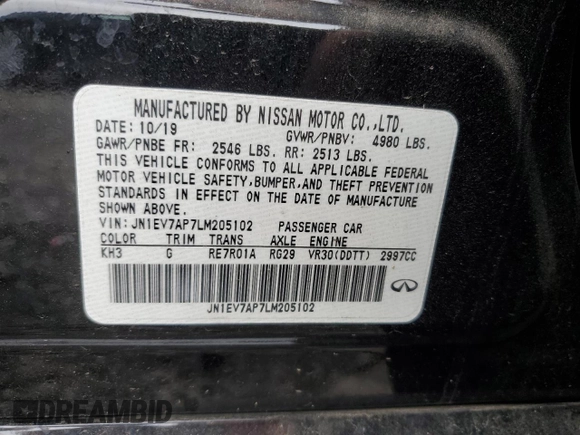 MANUFACTURED BY NISSAN MOTOR CO.,LTD.
DATE: 10/19 GVWR/PNBV: 4980 LBS.
GAWR/PNBE FR: 2546 LBS. RR: 2513 LBS.
THIS VEHICLE CONFORMS TO ALL APPLICABLE FEDERAL
MOTOR VEHICLE SAFETY,BUMPER,AND THEFT PREVENTION
STANDARDS IN EFFECT ON THE DATE OF MANUFACTURE
SHOWN ABOVE.
VIN: JN1EV7AP7LM205102 PASSENGER CAR
COLOR TRIM TRANS AXLE ENGINE
KH3 G RE7R01A RG29 VR30(DDTT) 2997CC
JN1EV7AP7LM205102
DREAMBID